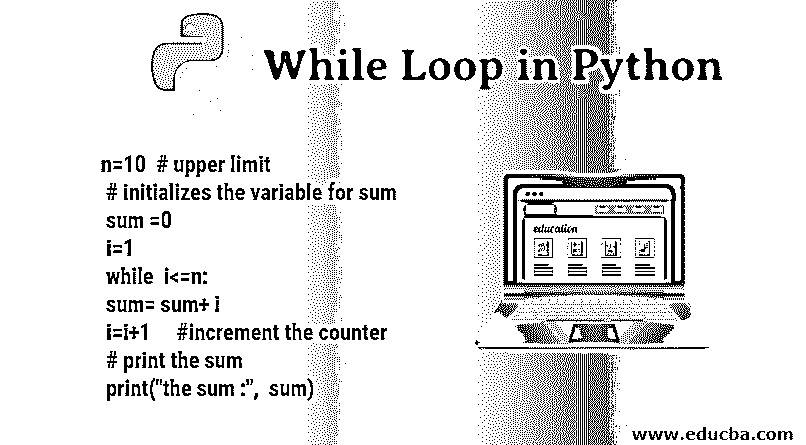 While Loop in Python
n=10 # upper limit
# initializes the variable for sum
sum =0
i=1
while i<=n:
sum= sum+ i
i=i+1 #increment the counter
# print the sum
print("the sum :", sum)
education
www.educba.com